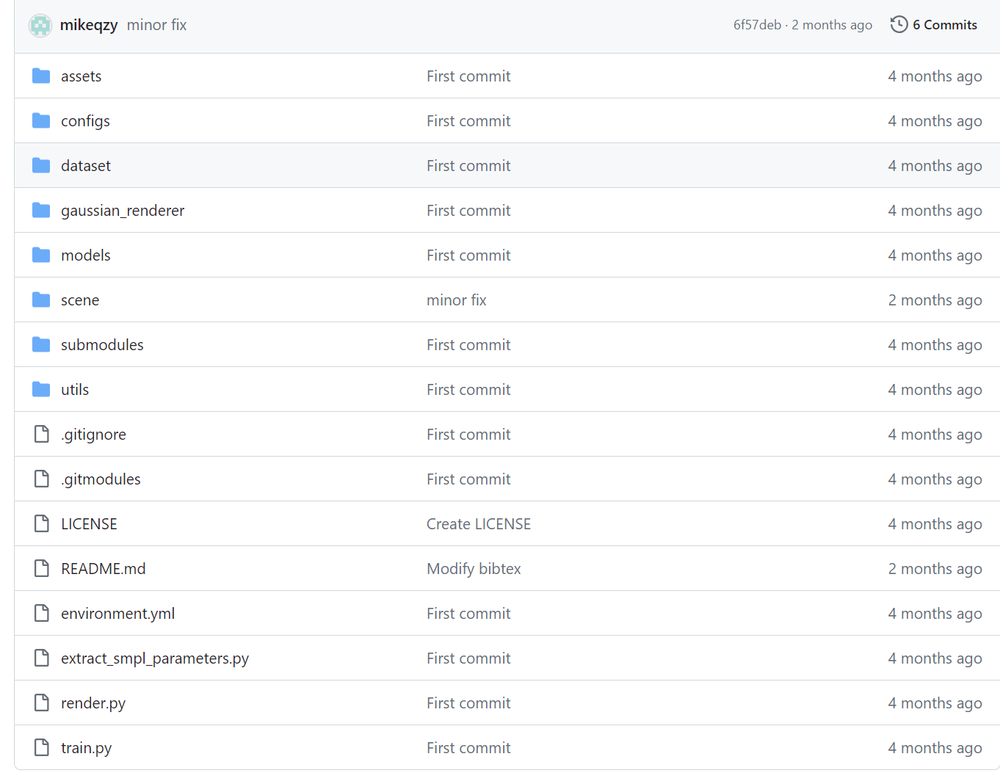 mikeqzy minor fix 6f57deb · 2 months ago 6 Commits
assets First commit 4 months ago
configs First commit 4 months ago
dataset First commit 4 months ago
gaussian_renderer First commit 4 months ago
models First commit 4 months ago
scene minor fix 2 months ago
submodules First commit 4 months ago
utils First commit 4 months ago
.gitignore First commit 4 months ago
.gitmodules First commit 4 months ago
LICENSE Create LICENSE 4 months ago
README.md Modify bibtex 2 months ago
environment.yml First commit 4 months ago
extract_smpl_parameters.py First commit 4 months ago
render.py First commit 4 months ago
train.py First commit 4 months ago